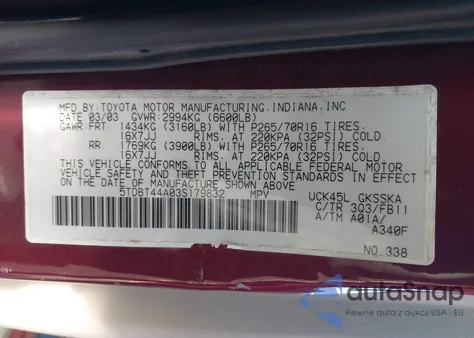 MFD.BY:TOYOTA MOTOR MANUFACTURING.INDIANA.INC
DATE 03/03 GVWR:2994KG (6600LB)
GAWR FRT: 1434KG (3160LB) WITH P265/70R16 TIRES.
16X7JJ RIMS. AT 220KPA (32PSI) COLD.
RR 1769KG (3900LB) WITH P265/70R16 TIRES.
16X7JJ RIMS. AT 220KPA (32PSI) COLD.
THIS VEHICLE CONFORMS TO ALL APPLICABLE FEDERAL MOTOR
VEHICLE SAFETY AND THEFT PREVENTION STANDARDS IN
EFFECT ON THE DATE OF MANUFACTURE SHOWN ABOVE.
5TDBT44A03S179832 MPV
UCK45L GKSSKA
C/TR 3Q3/FB11
A/TM A01A/
A340F
NO.338
autoSnap
Pewne auta z aukcji USA - EU